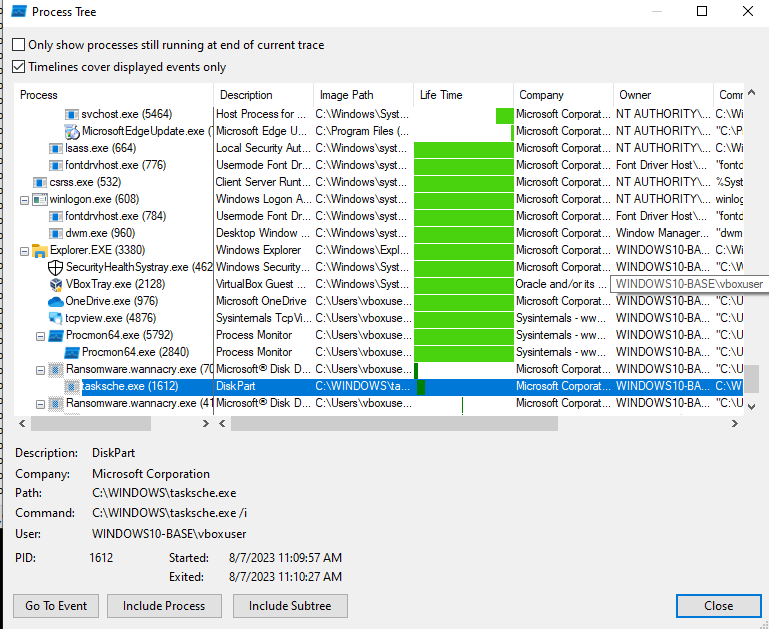 Process Tree
Only show processes still running at end of current trace
Timelines cover displayed events only
Process Description Image Path Life Time Company Owner Comm
svchost.exe (5464) Host Process for ... C:\Windows\Syst... Microsoft Corporat... NT AUTHORITY\... C:\Wi
MicrosoftEdgeUpdate.exe ( Microsoft Edge U... C:\Program Files (... Microsoft Corporat... NT AUTHORITY\... "C:\P
lsass.exe (664) Local Security Aut... C:\Windows\syst... Microsoft Corporat... NT AUTHORITY\... C:\Wi
fontdrvhost.exe (776) Usermode Font Dr... C:\Windows\syst... Microsoft Corporat... Font Driver Host\... "fontd
csrss.exe (532) Client Server Runt... C:\Windows\syst... Microsoft Corporat... NT AUTHORITY\... %Syst
winlogon.exe (608) Windows Logon A... C:\Windows\syst... Microsoft Corporat... NT AUTHORITY\... winlog
fontdrvhost.exe (784) Usermode Font Dr... C:\Windows\syst... Microsoft Corporat... Font Driver Host\... "fontd
dwm.exe (960) Desktop Window ... C:\Windows\syst... Microsoft Corporat... Window Manager... "dwm
Explorer.EXE (3380) Windows Explorer C:\Windows\Expl... Microsoft Corporat... WINDOWS10-BA... C:\Wi
SecurityHealthSystray.exe (462 Windows Security... C:\Windows\Syst... Microsoft Corporat... WINDOWS10-BA... "C:\W
VBoxTray.exe (2128) VirtualBox Guest ... C:\Windows\Syst... Oracle and/or its ... WINDOWS10-BASE\vboxuser
OneDrive.exe (976) Microsoft OneDrive C:\Users\vboxuse... Microsoft Corporat... WINDOWS10-BA... "C:\U
tcpview.exe (4876) Sysinternals TcpVi... C:\Users\vboxuse... Sysinternals - ww... WINDOWS10-BA... "C:\U
Procmon64.exe (5792) Process Monitor C:\Users\vboxuse... Sysinternals - ww... WINDOWS10-BA... "C:\U
Procmon64.exe (2840) Process Monitor C:\Users\vboxuse... Sysinternals - ww... WINDOWS10-BA... "C:\U
Ransomware.wannacry.exe (70 Microsoft® Disk D... C:\Users\vboxuse... Microsoft Corporat... WINDOWS10-BA... "C:\U
tasksche.exe (1612) DiskPart C:\WINDOWS\ta... Microsoft Corporat... WINDOWS10-BA... C:\W
Ransomware.wannacry.exe (41 Microsoft® Disk D... C:\Users\vboxuse... Microsoft Corporat... WINDOWS10-BA... "C:\U
Description: DiskPart
Company: Microsoft Corporation
Path: C:\WINDOWS\tasksche.exe
Command: C:\WINDOWS\tasksche.exe /i
User: WINDOWS10-BASE\vboxuser
PID: 1612 Started: 8/7/2023 11:09:57 AM
Exited: 8/7/2023 11:10:27 AM
Go To Event Include Process Include Subtree Close